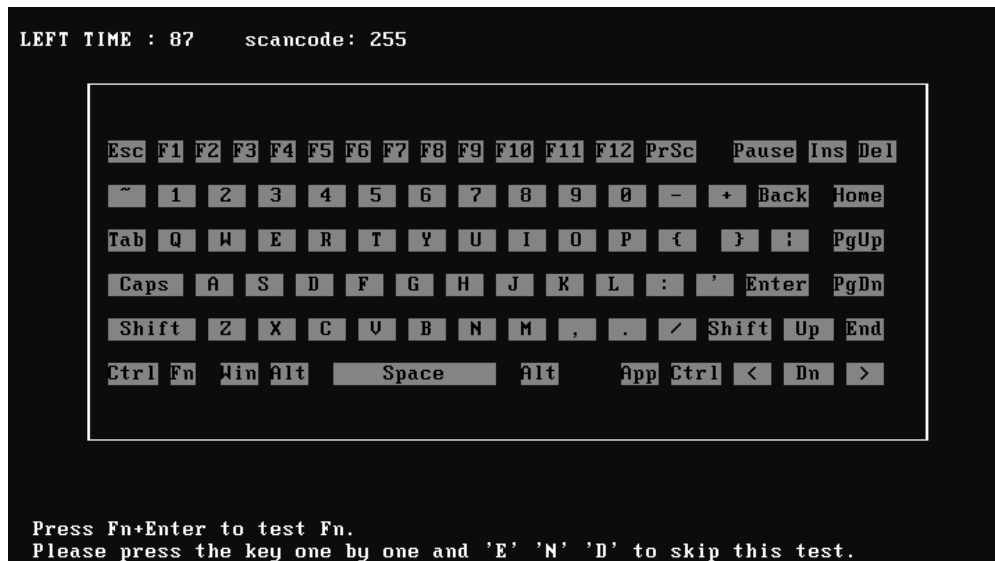 LEFT TIME : 87 scancode: 255
Esc F1 F2 F3 F4 F5 F6 F7 F8 F9 F10 F11 F12 PrSc Pause Ins Del
~ 1 2 3 4 5 6 7 8 9 0 - + Back Home
Tab Q W E R T Y U I O P { } ¦ PgUp
Caps A S D F G H J K L : ' Enter PgDn
Shift Z X C V B N M , . / Shift Up End
Ctrl Fn Win Alt Space Alt App Ctrl < Dn >
Press Fn+Enter to test Fn.
Please press the key one by one and 'E' 'N' 'D' to skip this test.